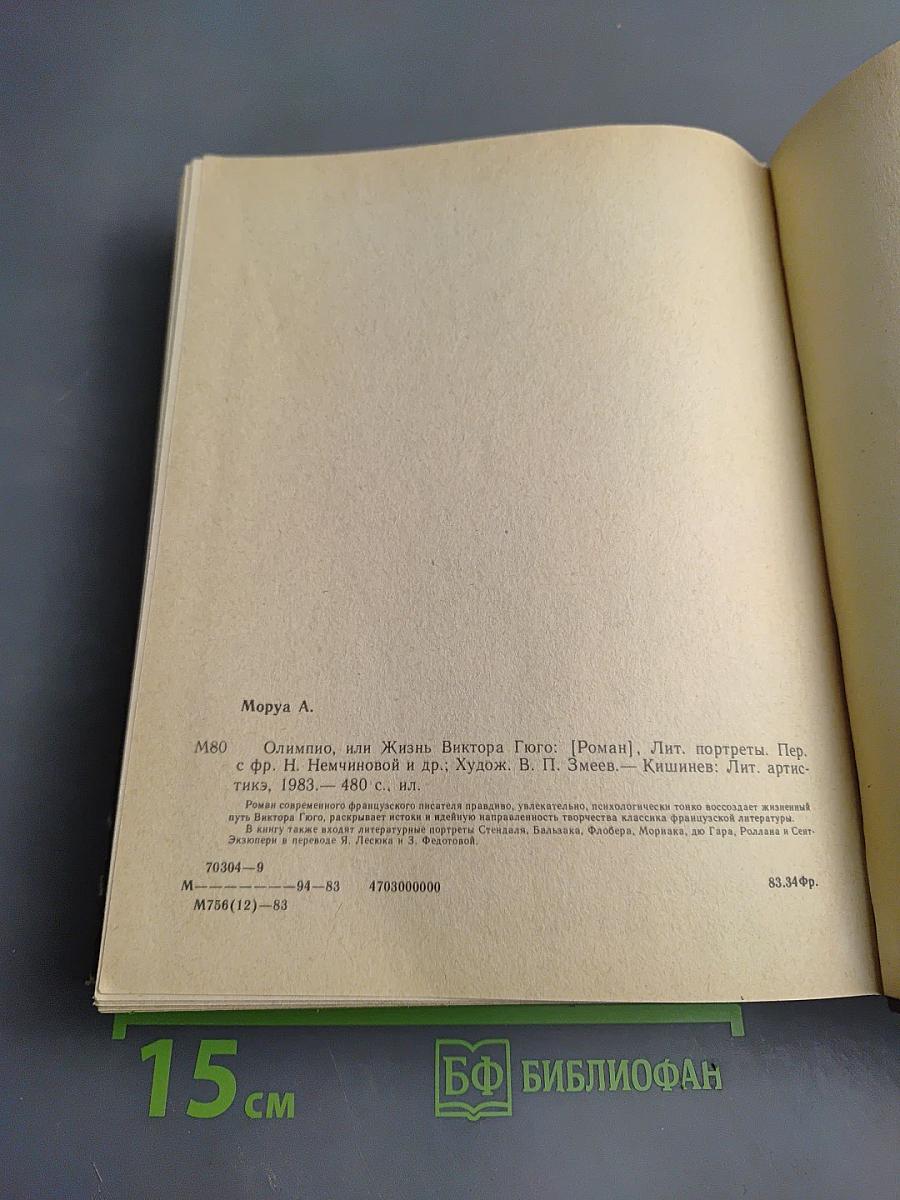 Моруа А.
М80 Олимпио, или Жизнь Виктора Гюго: [Роман], Лит. портреты. Пер.
с фр. Н. Немчиновой и др.; Худож. В. П. Змеев.— Кишинев: Лит. артис-
тикэ, 1983.— 480 с., ил.
Роман современного французского писателя правдиво, увлекательно, психологически тонко воссоздает жизненный
путь Виктора Гюго, раскрывает истоки и идейную направленность творчества классика французской литературы.
В книгу также входят литературные портреты Стендаля, Бальзака, Флобера, Мориака, дю Гара, Роллана и Сент-
Экзюпери в переводе Я. Лесюка и З. Федотовой.
70304—9
М————————94—83 4703000000 83.34Фр.
М756(12)—83
15 см БФ БИБЛИОФАН